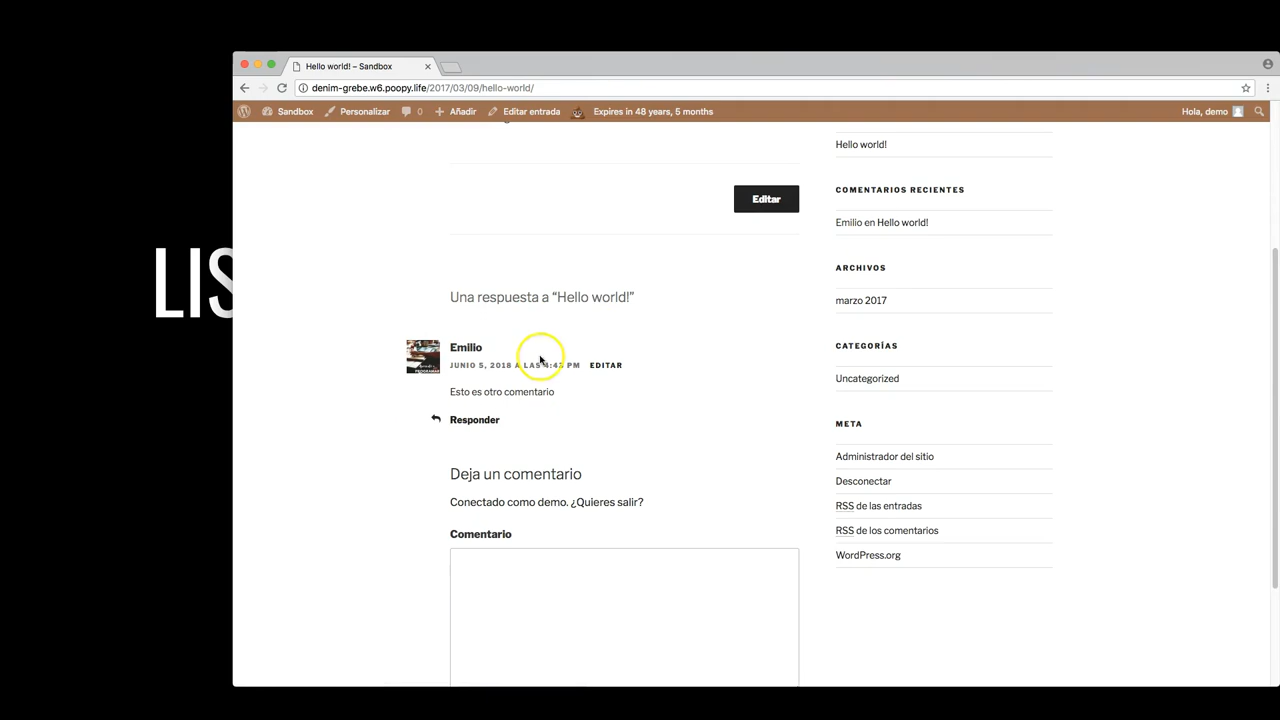 Hello world! – Sandbox
denim-grebe.w6.poopy.life/2017/03/09/hello-world/
Sandbox Personalizar 0 Añadir Editar entrada Expires in 48 years, 5 months Hola, demo
Hello world!
Editar
COMENTARIOS RECIENTES
Emilio en Hello world!
ARCHIVOS
marzo 2017
LIS
Una respuesta a “Hello world!”
Emilio
JUNIO 5, 2018 A LAS PM EDITAR
Esto es otro comentario
Responder
CATEGORÍAS
Uncategorized
META
Administrador del sitio
Desconectar
RSS de las entradas
RSS de los comentarios
WordPress.org
Deja un comentario
Conectado como demo. ¿Quieres salir?
Comentario